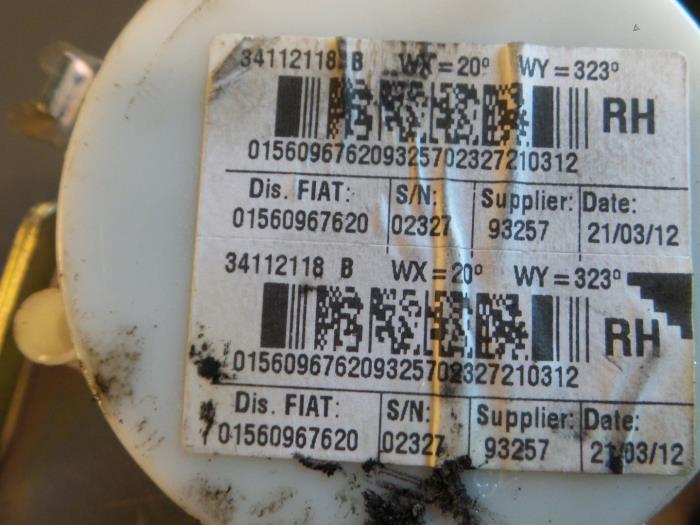 34112118 B WX = 20° WY = 323°
RH
015609676209325702327210312
Dis. FIAT: S/N: Supplier: Date:
01560967620 02327 93257 21/03/12
34112118 B WX = 20° WY = 323°
RH
015609676209325702327210312
Dis. FIAT: S/N: Supplier: Date:
01560967620 02327 93257 21/03/12